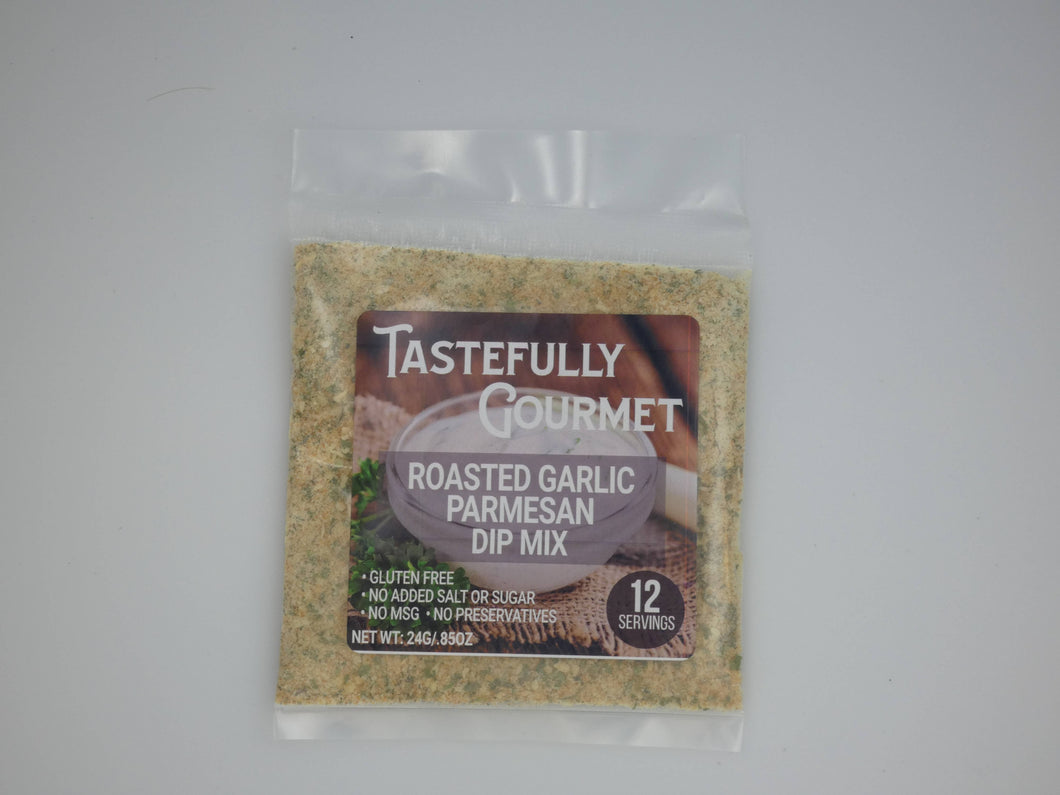 TASTEFULLY
GOURMET
ROASTED GARLIC
PARMESAN
DIP MIX
• GLUTEN FREE
• NO ADDED SALT OR SUGAR
• NO MSG • NO PRESERVATIVES
NET WT: 24G/.85OZ
12
SERVINGS